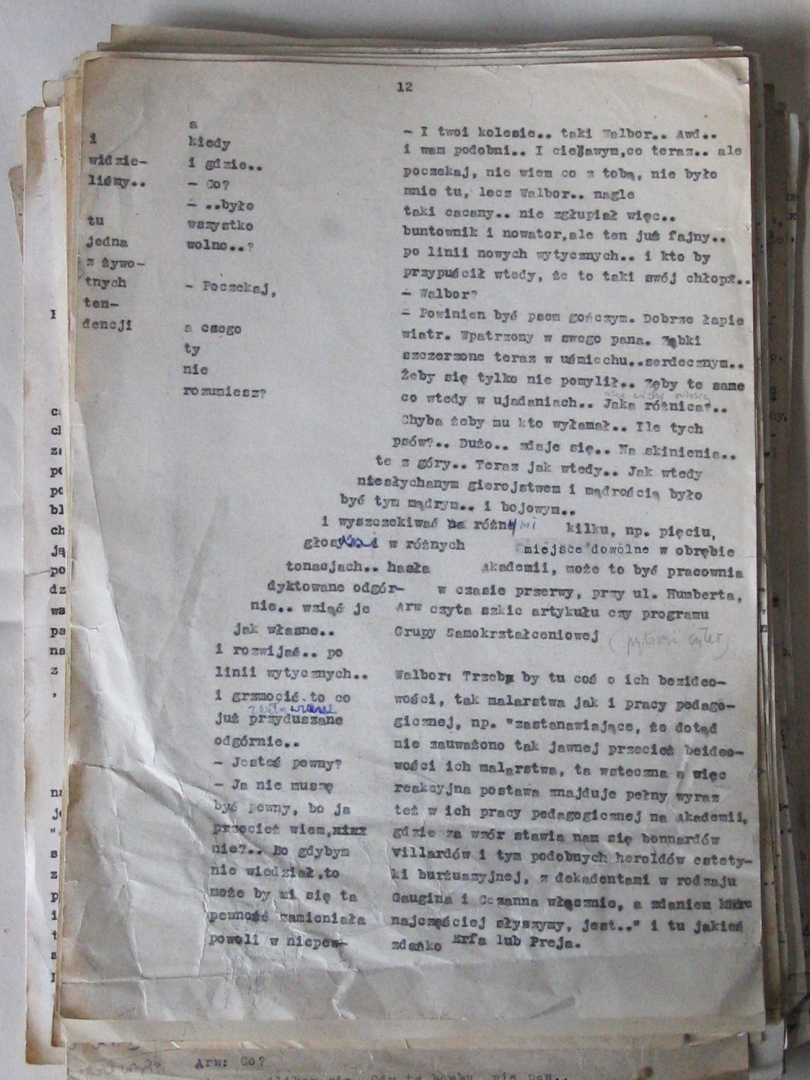 12
i
widzie-
liśmy..
tu
jedna
z żywo-
tnych
ten-
dencji
a
kiedy
i gdzie..
- Co?
- ..było
wszystko
wolno..?
- Poczekaj,
a czego
ty
nie
rozumiesz?
- I twoi kolesie.. taki Walbor.. Awd..
i wam podobni.. I ciekawym,co teraz.. ale
poczekaj, nie wiem co z tobą, nie było
mnie tu, lecz Walbor.. nagle
taki cacany.. nie zgłupiał więc..
buntownik i nowator,ale ten już fajny..
po linii nowych wytycznych.. i kto by
przypuścił wtedy, że to taki swój chłop..
- Walbor?
- Powinien być psem gończym. Dobrze łapie
wiatr. Wpatrzony w swego pana. Ząbki
szczerzone teraz w uśmiechu..serdecznym..
Żeby się tylko nie pomylił.. Zęby te same
co wtedy w ujadaniach.. Jaka różnica..
Chyba żeby mu kto wyłamał.. Ile tych
psów?.. Dużo.. zdaje się.. Na skinienia..
te z góry.. Teraz jak wtedy.. Jak wtedy
niesłychanym gierojstwem i mądrością było
być tym mądrym.. i bojowym..
i wyszczekiwać różnymi
głosami w różnych
tonacjach.. hasła
dyktowane odgór-
nie.. wziąć je
jak własne..
i rozwijać.. po
linii wytycznych..
i grzmocić to co
już przyduszane
odgórnie..
- Jesteś pewny?
- Ja nie muszę
być pewny, bo ja
przecież wiem,
nie?.. Bo gdybym
nie wiedział,to
może by mi się ta
pewność zamieniała
powoli w niepew-
kilku, np. pięciu,
miejsce dowolne w obrębie
Akademii, może to być pracownia
w czasie przerwy, przy ul. Humberta,
Arw czyta szkic artykułu czy programu
Grupy Samokształceniowej
Walbor: Trzeba by tu coś o ich bezideo-
wości, tak malarstwa jak i pracy pedago-
gicznej, np. "zastanawiające, że dotąd
nie zauważono tak jawnej przecież beideo-
wości ich malarstwa, ta wsteczna a więc
reakcyjna postawa znajduje pełny wyraz
też w ich pracy pedagogicznej na Akademii,
gdzie za wzór stawia nam się bonnardów
villardów i tym podobnych heroldów estety-
ki burżuazyjnej, z dekadentami w rodzaju
Gaugina i Cezanna włącznie, a zdaniem
najczęściej słyszymy, jest.." i tu jakieś
zdanko Erfa lub Preja.
Arw: Co?